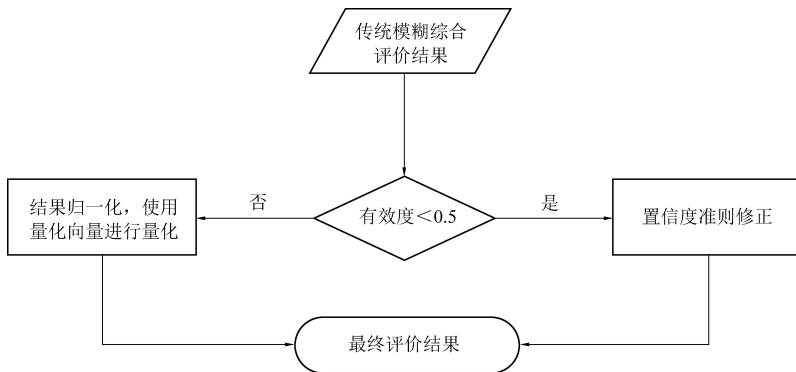 传统模糊综合
评价结果
否
是
结果归一化，使用
量化向量进行量化
有效度＜0.5
置信度准则修正
最终评价结果